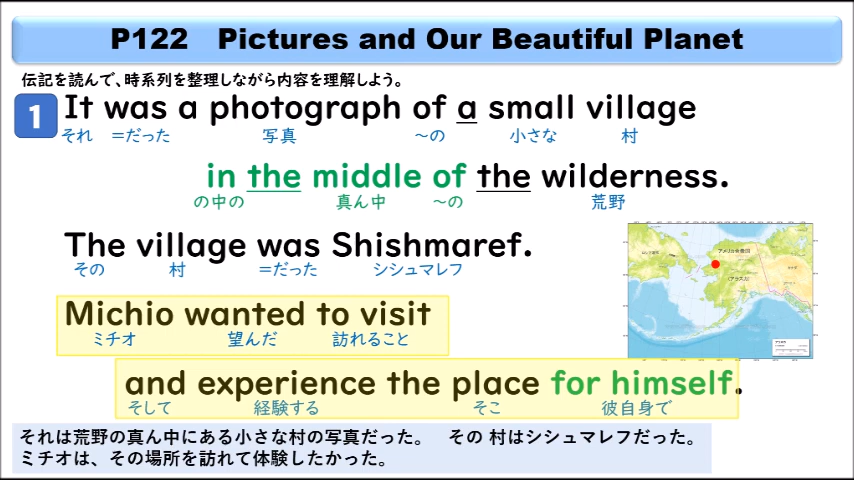 P122 Pictures and Our Beautiful Planet
伝記を読んで、時系列を整理しながら内容を理解しよう。
1 It was a photograph of a small village
それ ＝だった 写真 ～の 小さな 村
in the middle of the wilderness.
の中の 真ん中 ～の 荒野
The village was Shishmaref.
その 村 ＝だった シシュマレフ
Michio wanted to visit
ミチオ 望んだ 訪れること
and experience the place for himself.
そして 経験する そこ 彼自身で
それは荒野の真ん中にある小さな村の写真だった。 その 村はシシュマレフだった。
ミチオは、その場所を訪れて体験したかった。